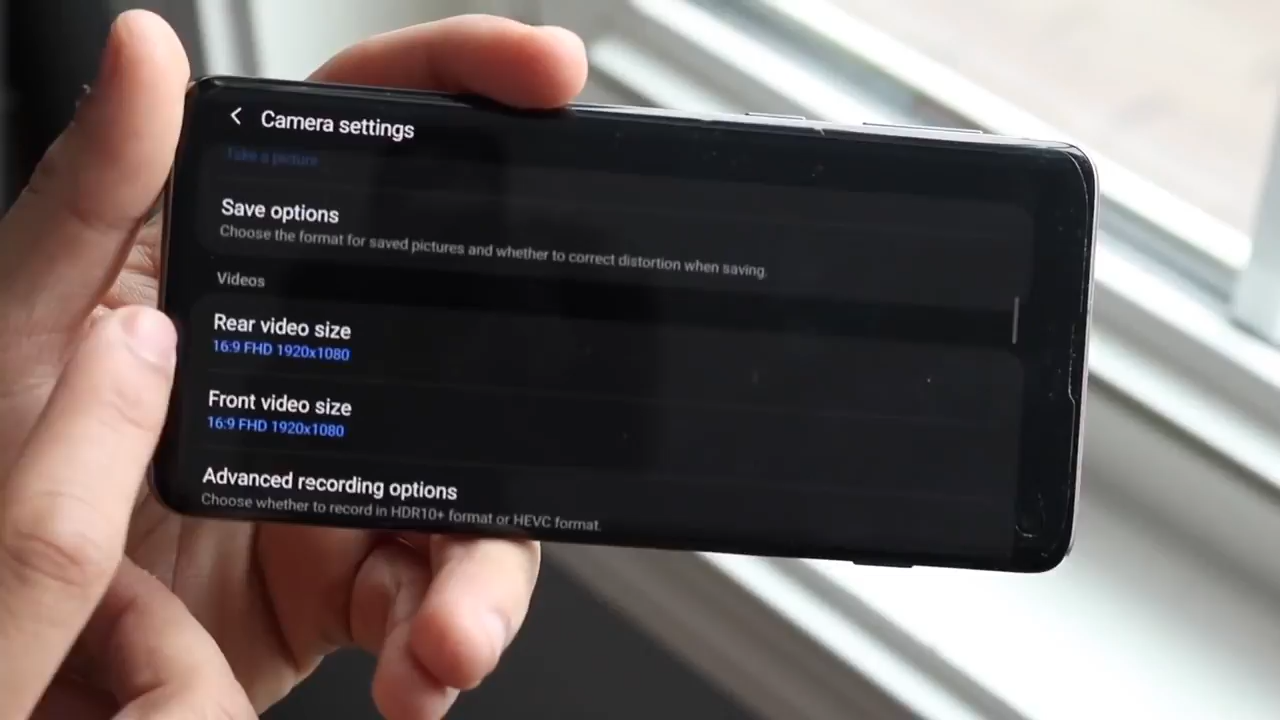 Camera settings
Take a picture
Save options
Choose the format for saved pictures and whether to correct distortion when saving.
Videos
Rear video size
16:9 FHD 1920x1080
Front video size
16:9 FHD 1920x1080
Advanced recording options
Choose whether to record in HDR10+ format or HEVC format.